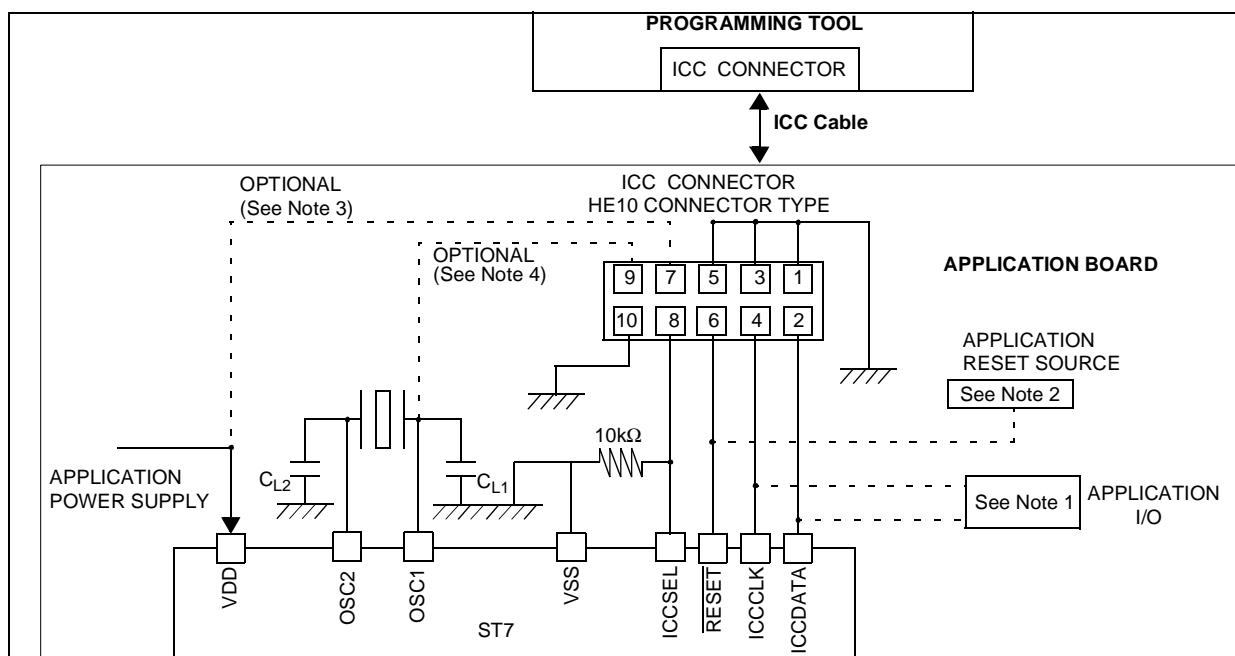 PROGRAMMING TOOL
ICC CONNECTOR
ICC Cable
OPTIONAL
(See Note 3)
ICC CONNECTOR
HE10 CONNECTOR TYPE
OPTIONAL
(See Note 4)
9 7 5 3 1
10 8 6 4 2
APPLICATION BOARD
APPLICATION
RESET SOURCE
See Note 2
10kΩ
APPLICATION
POWER SUPPLY
CL2
CL1
See Note 1
APPLICATION
I/O
VDD
OSC2
OSC1
VSS
ICCSEL
RESET
ICCCLK
ICCDATA
ST7